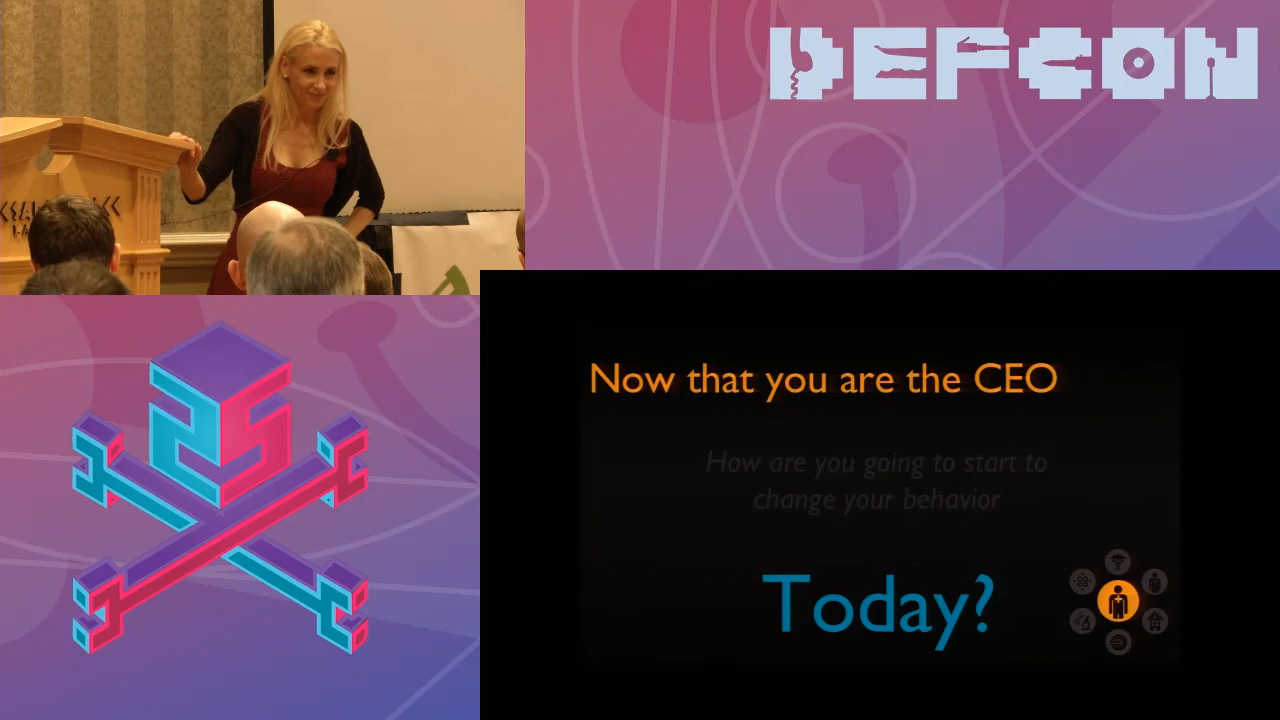 DEFCON
Now that you are the CEO
How are you going to start to
change your behavior
Today?